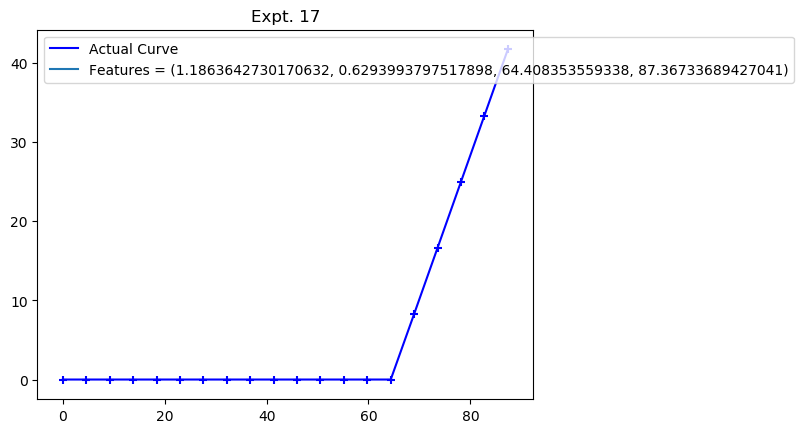 Expt. 17
Actual Curve
Features = (1.1863642730170632, 0.6293993797517898, 64.408353559338, 87.36733689427041)
40
30
20
10
0
0 20 40 60 80